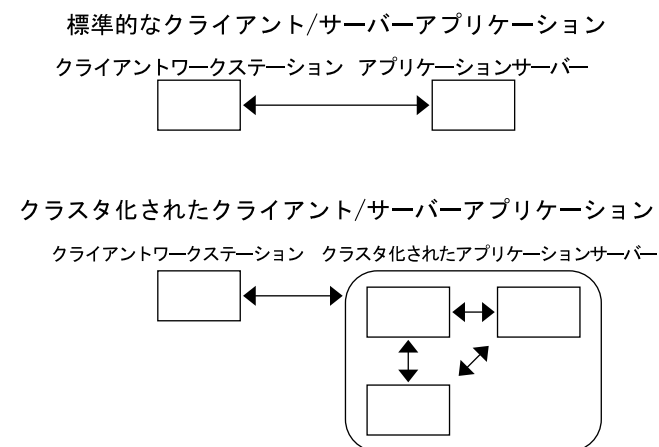 標準的なクライアント/サーバーアプリケーション
クライアントワークステーション アプリケーションサーバー
クラスタ化されたクライアント/サーバーアプリケーション
クライアントワークステーション クラスタ化されたアプリケーションサーバー